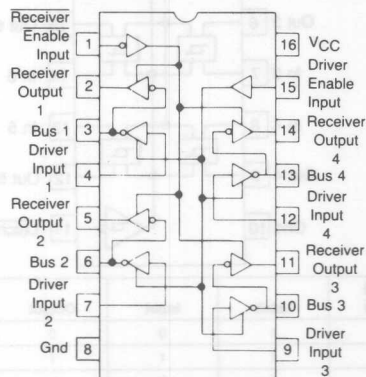 Receiver
Enable
Input
1
Receiver
Output
1
2
Bus 1
3
Driver
Input
1
4
Receiver
Output
2
5
Bus 2
6
Driver
Input
2
7
Gnd
8
16
VCC
15
Driver
Enable
Input
14
Receiver
Output
4
13
Bus 4
12
Driver
Input
4
11
Receiver
Output
3
10
Bus 3
9
Driver
Input
3